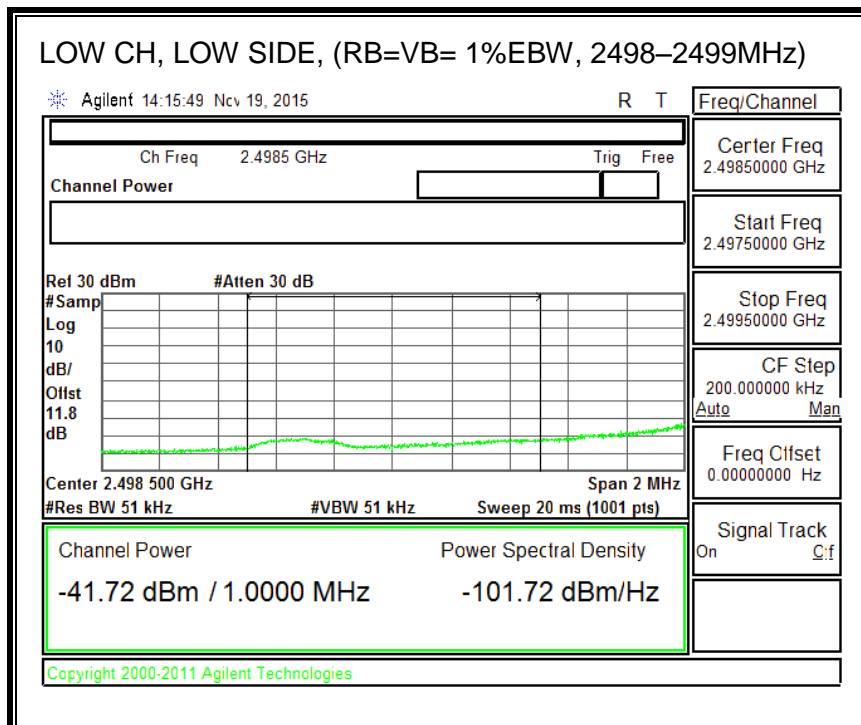 LOW CH, LOW SIDE, (RB=VB= 1%EBW, 2498–2499MHz)
Agilent 14:15:49 Nov 19, 2015 R T
Freq/Channel
Ch Freq 2.4985 GHz Trig Free
Channel Power
Center Freq
2.49850000 GHz
Start Freq
2.49750000 GHz
Stop Freq
2.49950000 GHz
CF Step
200.000000 kHz
Auto Man
Freq Offset
0.00000000 Hz
Signal Track
On Off
Ref 30 dBm #Atten 30 dB
#Samp
Log
10
dB/
Offst
11.8
dB
Center 2.498 500 GHz Span 2 MHz
#Res BW 51 kHz #VBW 51 kHz Sweep 20 ms (1001 pts)
Channel Power Power Spectral Density
-41.72 dBm / 1.0000 MHz -101.72 dBm/Hz
Copyright 2000-2011 Agilent Technologies